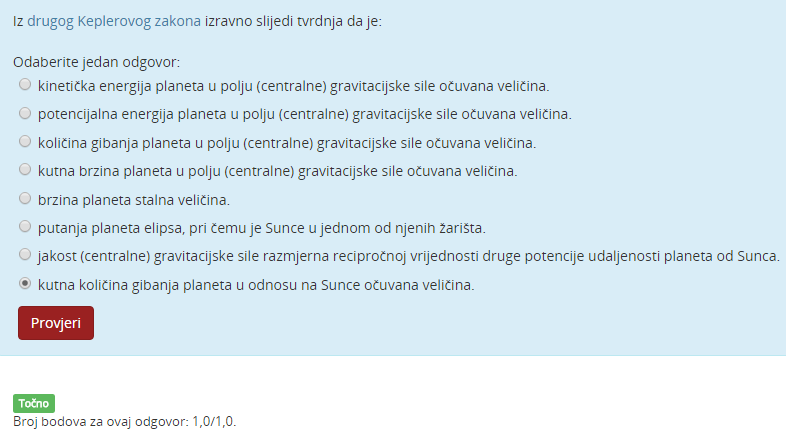 Iz drugog Keplerovog zakona izravno slijedi tvrdnja da je:
Odaberite jedan odgovor:
kinetička energija planeta u polju (centralne) gravitacijske sile očuvana veličina.
potencijalna energija planeta u polju (centralne) gravitacijske sile očuvana veličina.
količina gibanja planeta u polju (centralne) gravitacijske sile očuvana veličina.
kutna brzina planeta u polju (centralne) gravitacijske sile očuvana veličina.
brzina planeta stalna veličina.
putanja planeta elipsa, pri čemu je Sunce u jednom od njenih žarišta.
jakost (centralne) gravitacijske sile razmjerna recipročnoj vrijednosti druge potencije udaljenosti planeta od Sunca.
kutna količina gibanja planeta u odnosu na Sunce očuvana veličina.
Provjeri
Točno
Broj bodova za ovaj odgovor: 1,0/1,0.